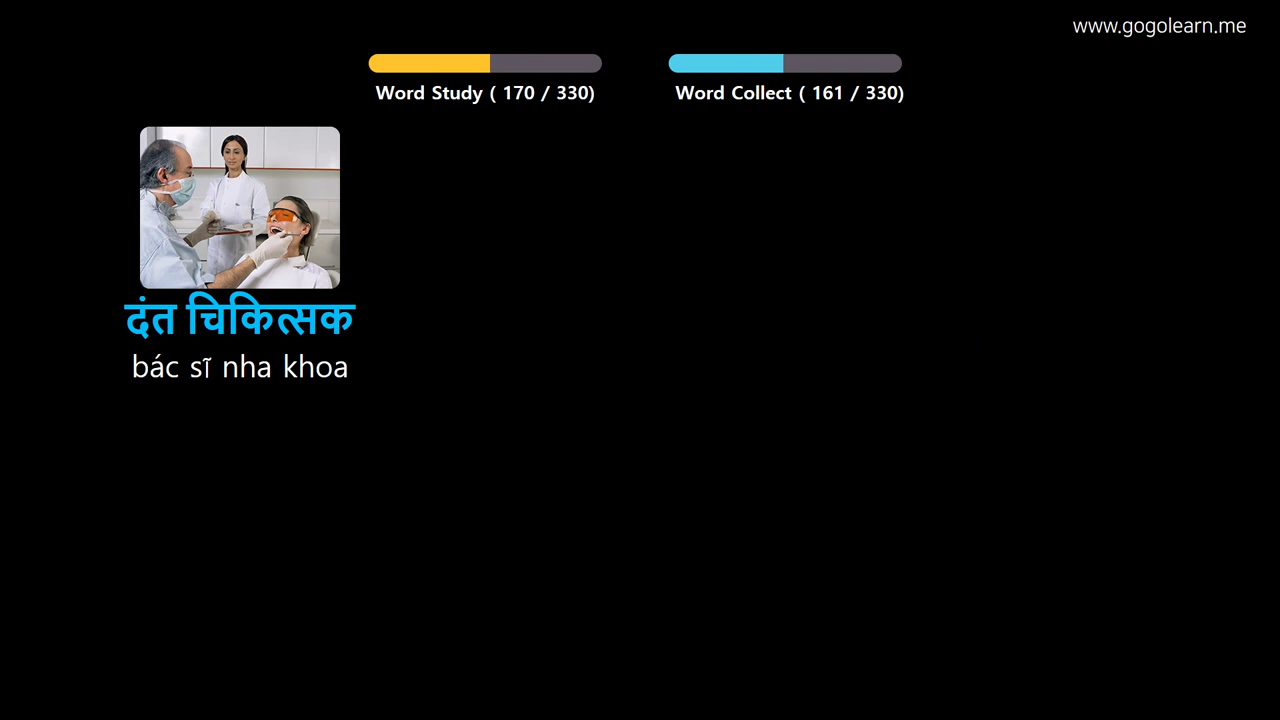 www.gogolearn.me
Word Study ( 170 / 330)
Word Collect ( 161 / 330)
दंत चिकित्सक
bác sĩ nha khoa